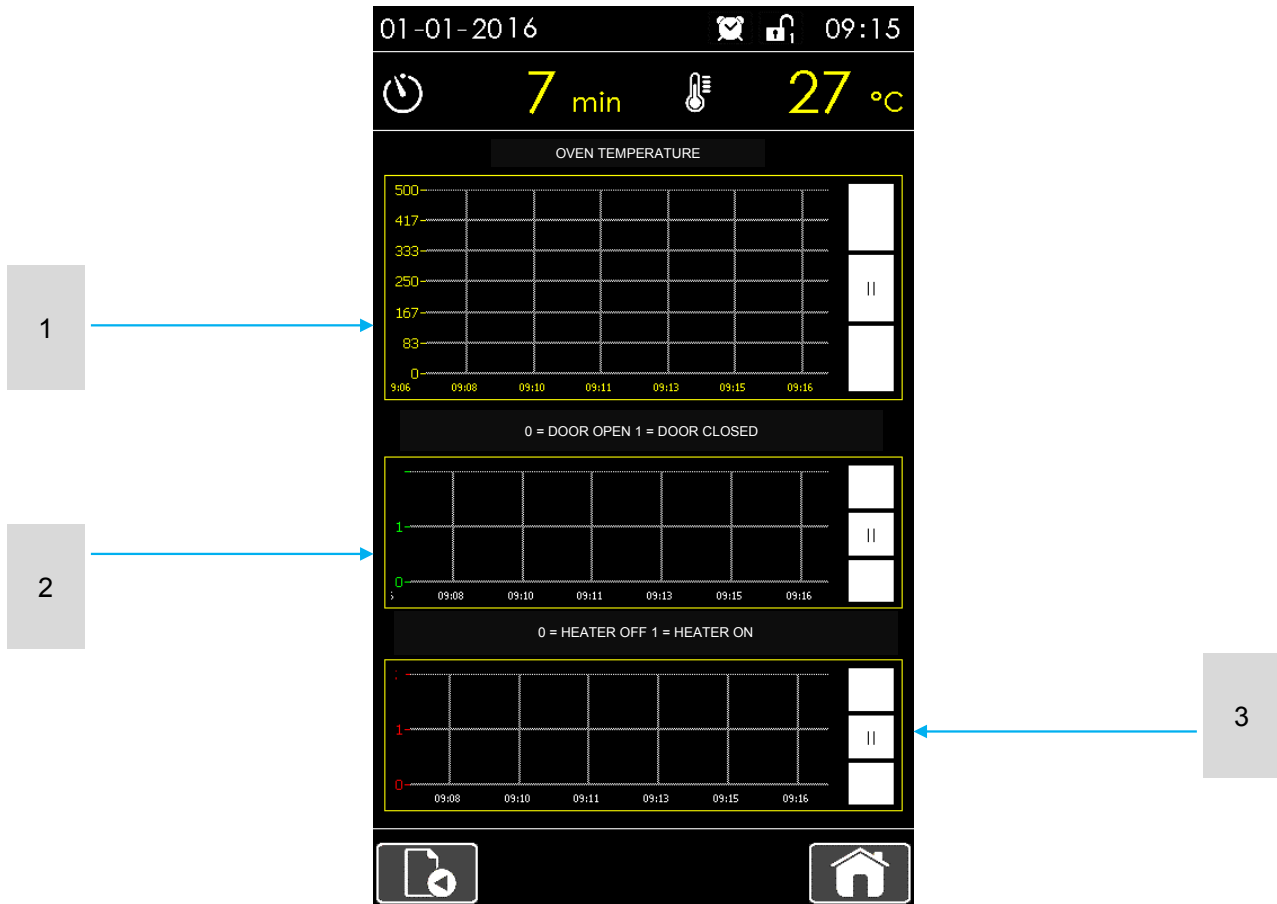 01-01-2016 1 09:15
7 min 27 °C
OVEN TEMPERATURE
500
417
333
250
167
83
0
9:06 09:08 09:10 09:11 09:13 09:15 09:16
II
1
0 = DOOR OPEN 1 = DOOR CLOSED
1
0
09:08 09:10 09:11 09:13 09:15 09:16
II
2
0 = HEATER OFF 1 = HEATER ON
1
0
09:08 09:10 09:11 09:13 09:15 09:16
II
3